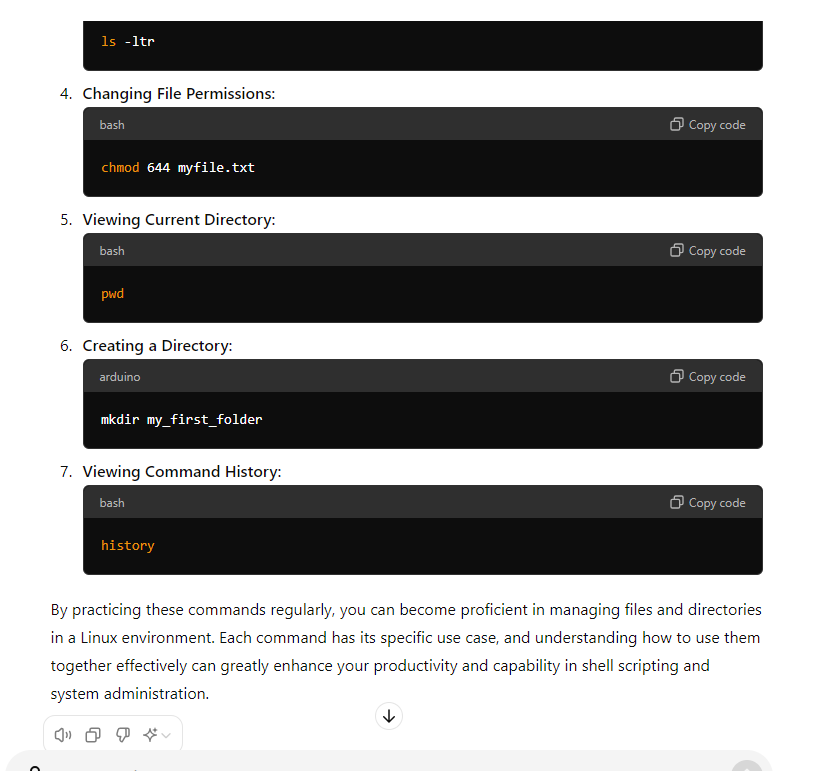 ls -ltr
4. Changing File Permissions:
bash Copy code
chmod 644 myfile.txt
5. Viewing Current Directory:
bash Copy code
pwd
6. Creating a Directory:
arduino Copy code
mkdir my_first_folder
7. Viewing Command History:
bash Copy code
history
By practicing these commands regularly, you can become proficient in managing files and directories
in a Linux environment. Each command has its specific use case, and understanding how to use them
together effectively can greatly enhance your productivity and capability in shell scripting and
system administration.